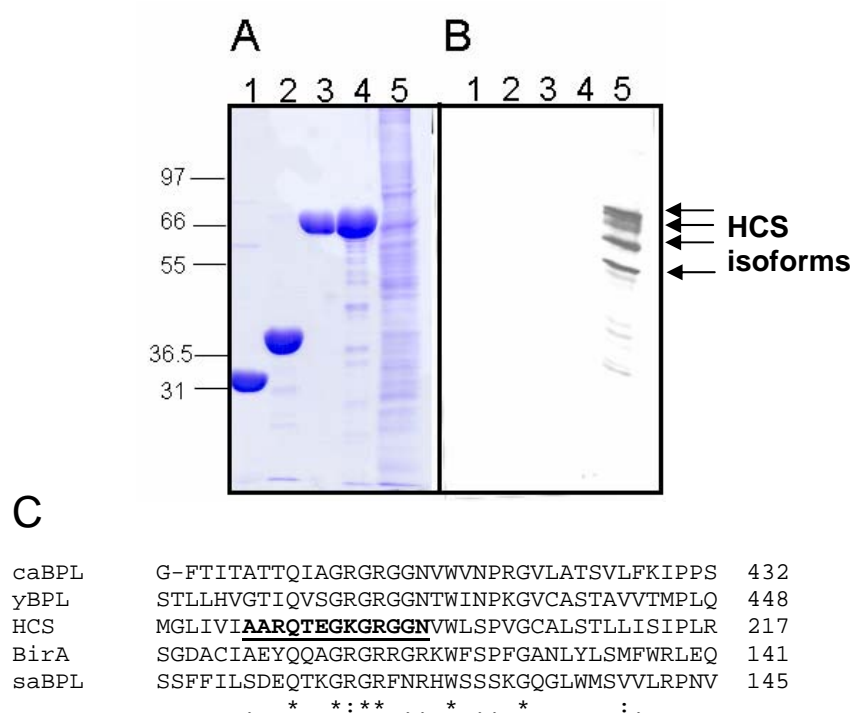 A B
1 2 3 4 5 1 2 3 4 5
97
66
55
36.5
31
HCS
isoforms
C
caBPL G-FTITATTQIAGRGRGGNVWVNPRGVLATSVLFKIPPS 432
yBPL STLLHVGTIQVSGRGRGGNTWINPKGVCASTAVVTMPLQ 448
HCS MGLIVIAARQTEGKGRGGNVWLSPVGCALSTLLISIPLR 217
BirA SGDACIAEYQQAGRGRRGRKWFSPFGANLYLSMFWRLEQ 141
saBPL SSFFILSDEQTKGRGRFNRHWSSSKGQGLWMSVVLRPNV 145
. * *:** .. * .. * :.